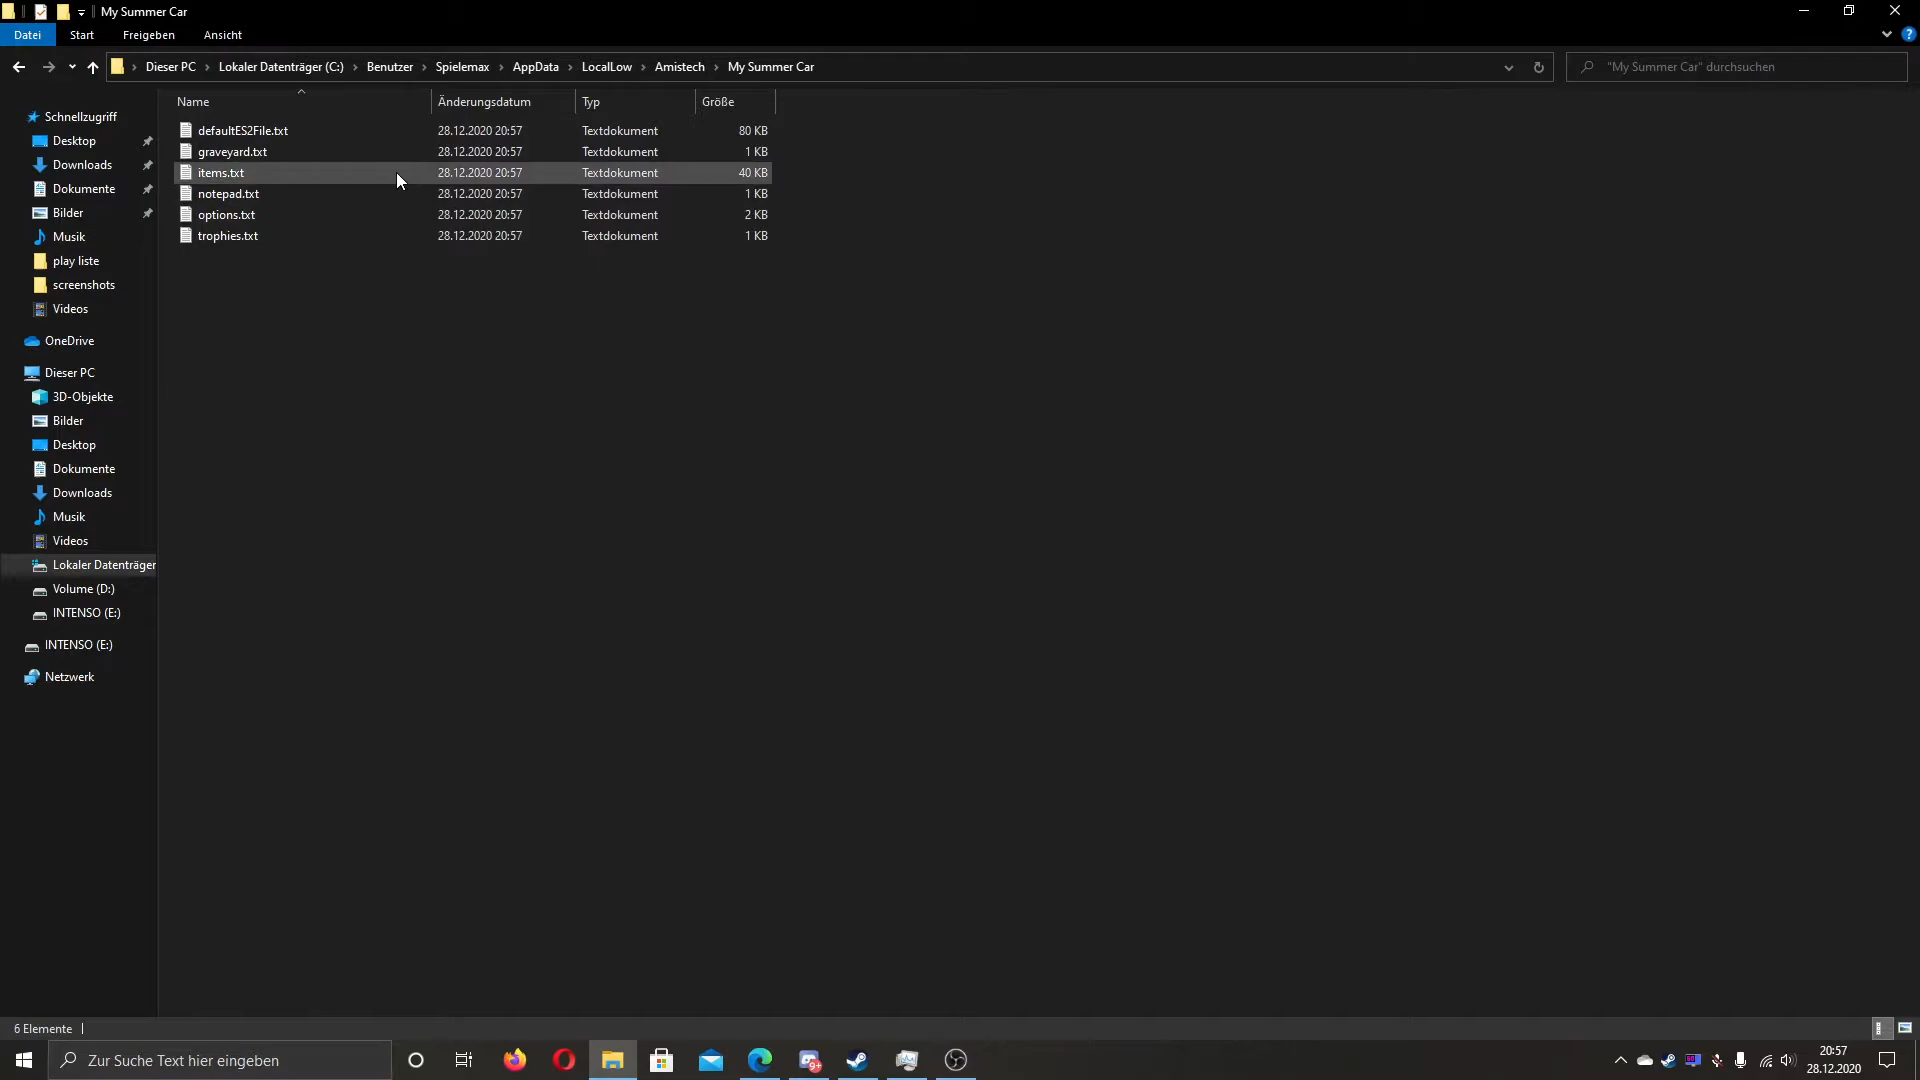 My Summer Car
Datei Start Freigeben Ansicht
Dieser PC Lokaler Datenträger (C:) Benutzer Spielemax AppData LocalLow Amistech My Summer Car
"My Summer Car" durchsuchen
Name Änderungsdatum Typ Größe
defaultES2File.txt 28.12.2020 20:57 Textdokument 80 KB
graveyard.txt 28.12.2020 20:57 Textdokument 1 KB
items.txt 28.12.2020 20:57 Textdokument 40 KB
notepad.txt 28.12.2020 20:57 Textdokument 1 KB
options.txt 28.12.2020 20:57 Textdokument 2 KB
trophies.txt 28.12.2020 20:57 Textdokument 1 KB
Schnellzugriff
Desktop
Downloads
Dokumente
Bilder
Musik
play liste
screenshots
Videos
OneDrive
Dieser PC
3D-Objekte
Bilder
Desktop
Dokumente
Downloads
Musik
Videos
Lokaler Datenträger
Volume (D:)
INTENSO (E:)
INTENSO (E:)
Netzwerk
6 Elemente
Zur Suche Text hier eingeben
9+
20:57
28.12.2020